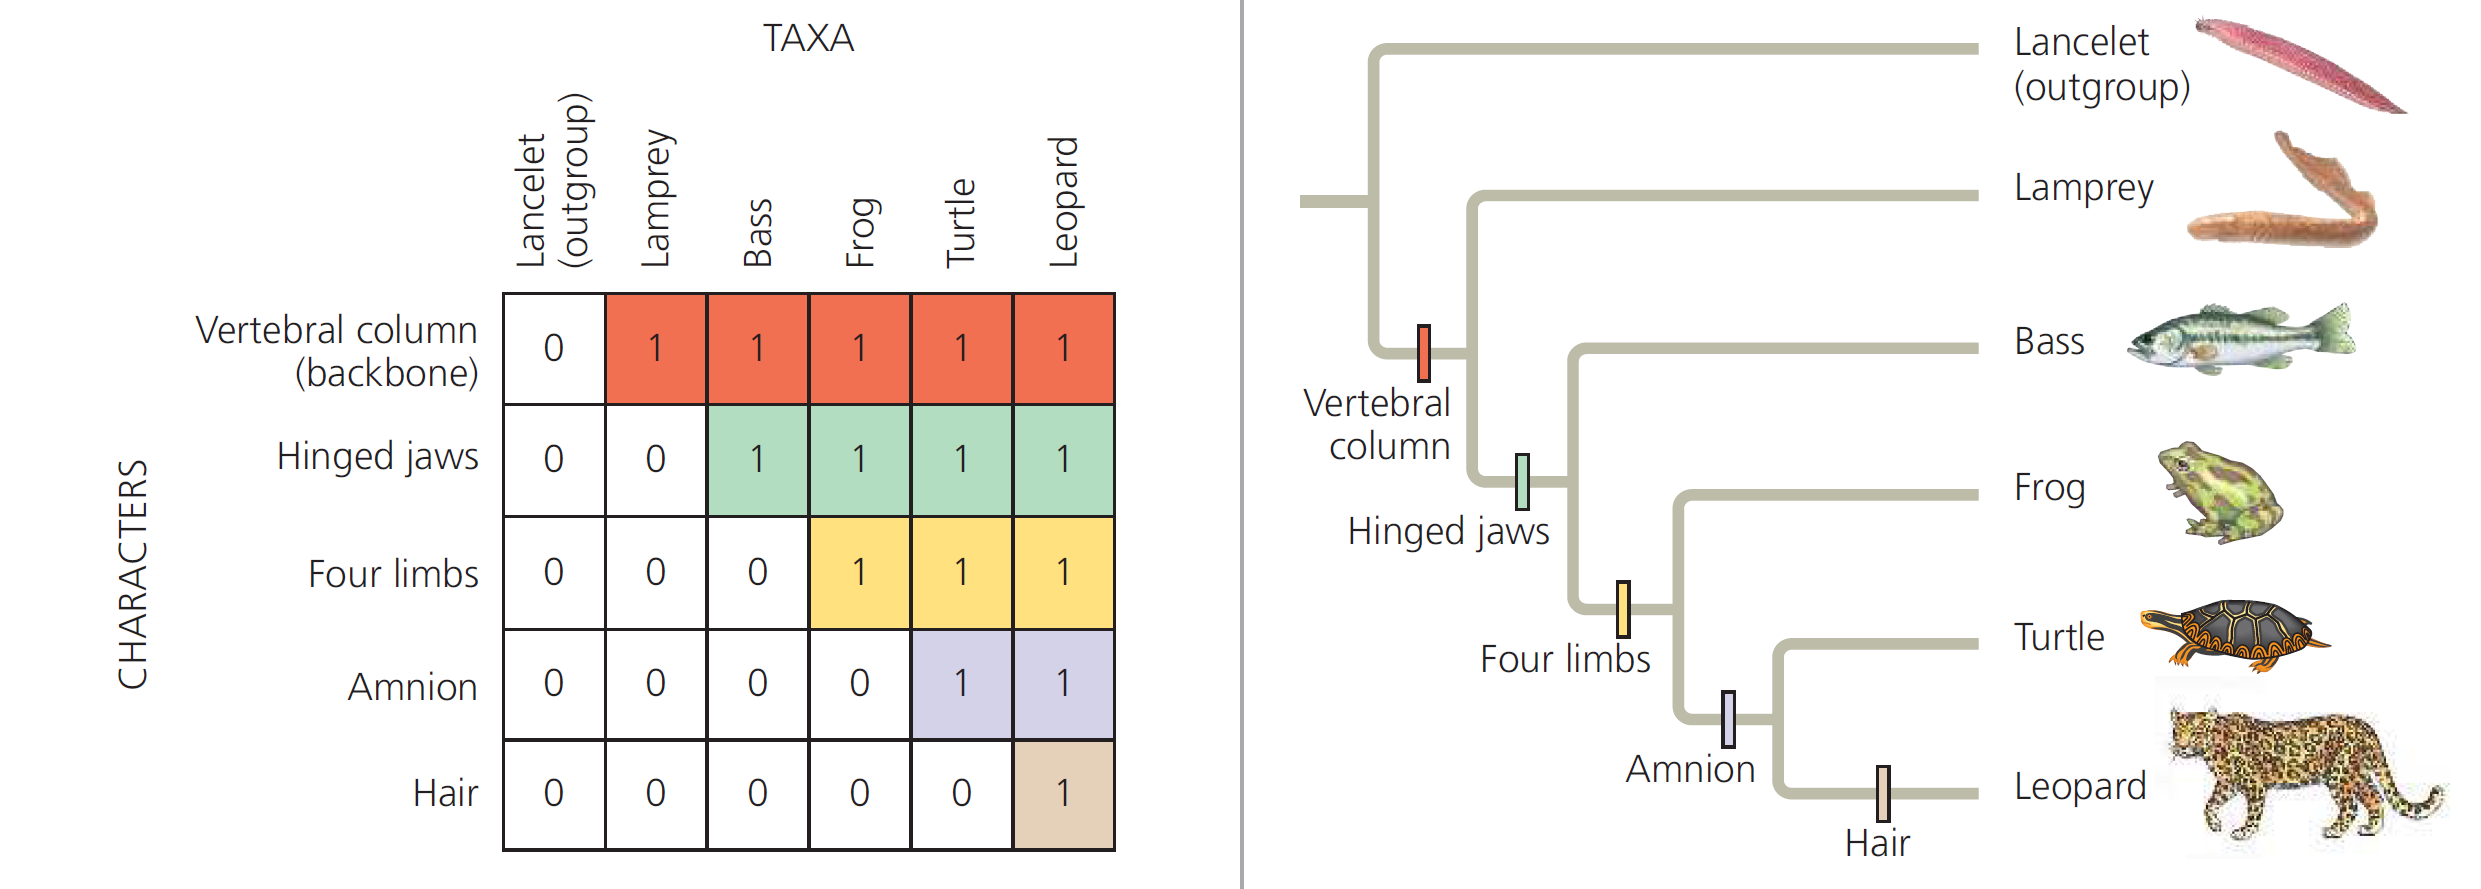 TAXA
Lancelet
(outgroup)
Lamprey
Bass
Frog
Turtle
Leopard
CHARACTERS
Vertebral column
(backbone)
0 1 1 1 1 1
Hinged jaws
0 0 1 1 1 1
Four limbs
0 0 0 1 1 1
Amnion
0 0 0 0 1 1
Hair
0 0 0 0 0 1
Lancelet
(outgroup)
Lamprey
Bass
Frog
Turtle
Leopard
Vertebral
column
Hinged jaws
Four limbs
Amnion
Hair